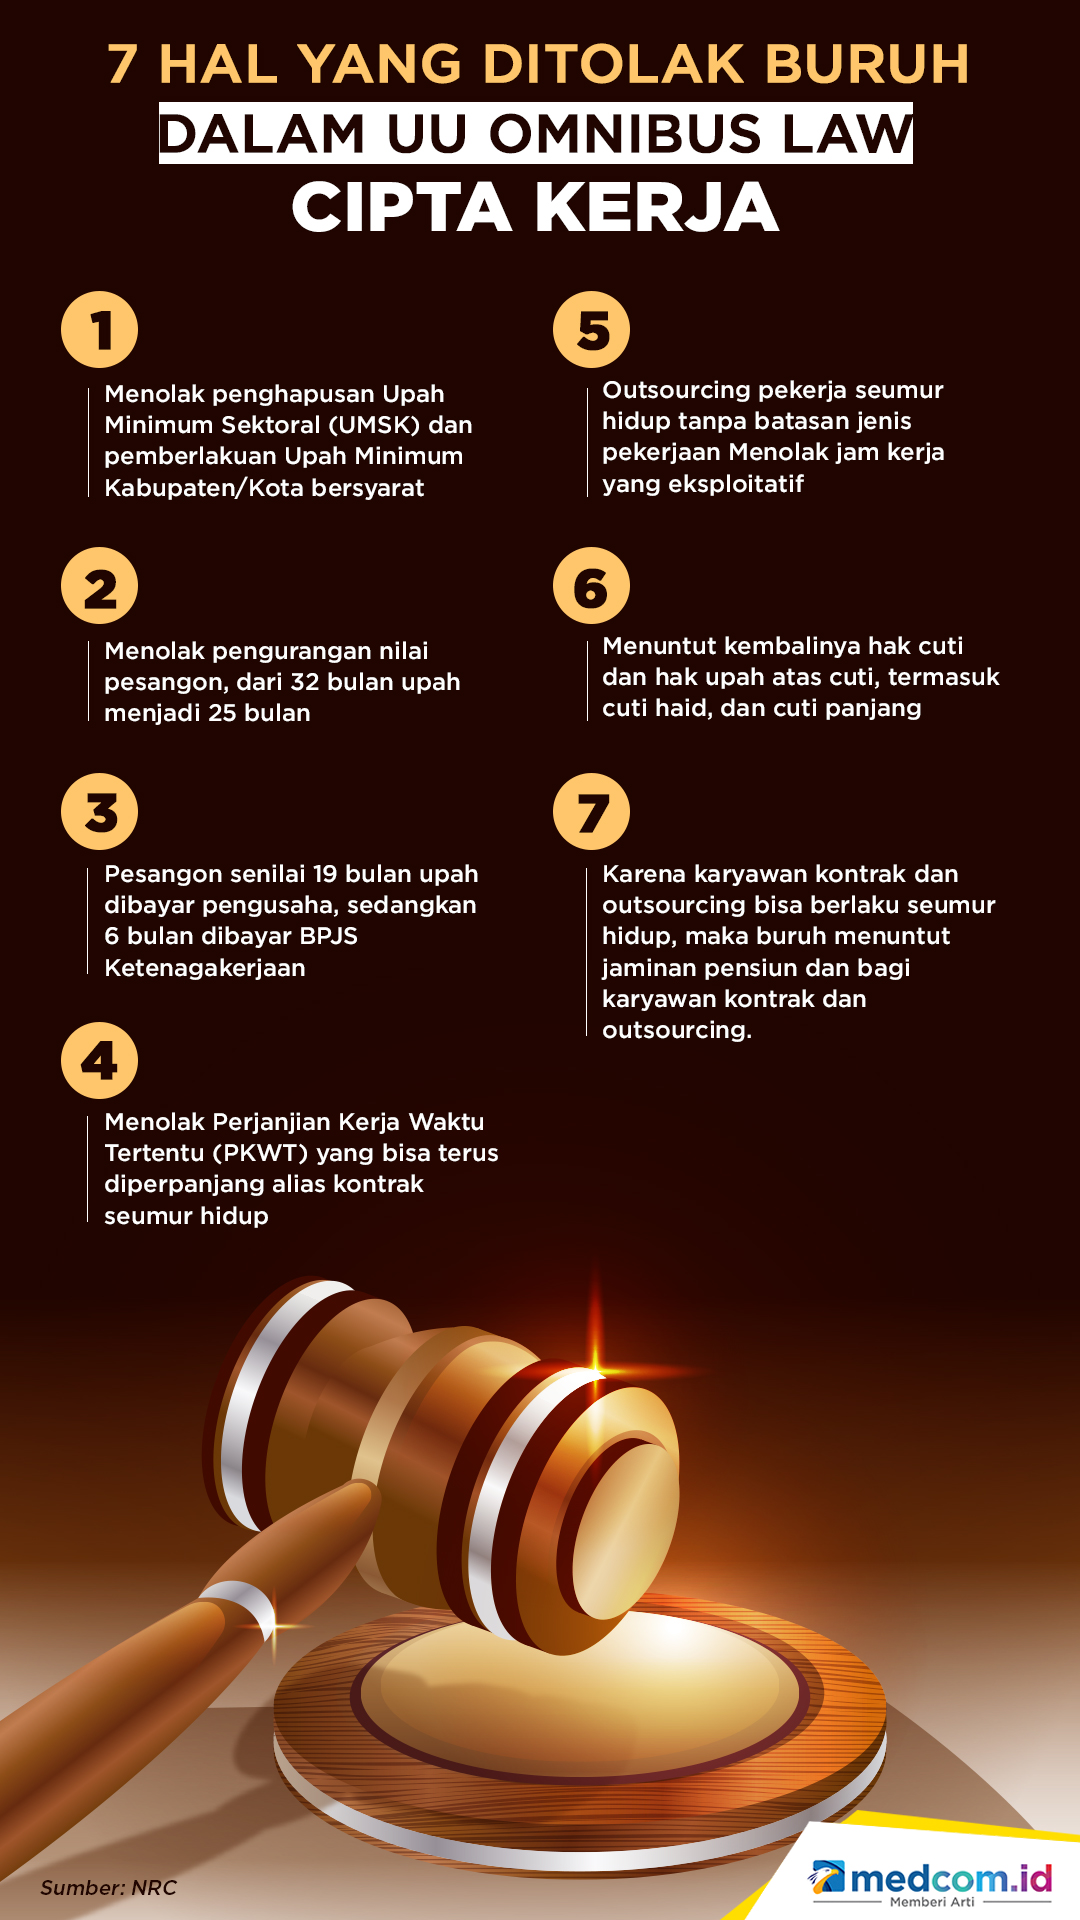 7 HAL YANG DITOLAK BURUH
DALAM UU OMNIBUS LAW
CIPTA KERJA
1
Menolak penghapusan Upah
Minimum Sektoral (UMSK) dan
pemberlakuan Upah Minimum
Kabupaten/Kota bersyarat
2
Menolak pengurangan nilai
pesangon, dari 32 bulan upah
menjadi 25 bulan
3
Pesangon senilai 19 bulan upah
dibayar pengusaha, sedangkan
6 bulan dibayar BPJS
Ketenagakerjaan
4
Menolak Perjanjian Kerja Waktu
Tertentu (PKWT) yang bisa terus
diperpanjang alias kontrak
seumur hidup
5
Outsourcing pekerja seumur
hidup tanpa batasan jenis
pekerjaan Menolak jam kerja
yang eksploitatif
6
Menuntut kembalinya hak cuti
dan hak upah atas cuti, termasuk
cuti haid, dan cuti panjang
7
Karena karyawan kontrak dan
outsourcing bisa berlaku seumur
hidup, maka buruh menuntut
jaminan pensiun dan bagi
karyawan kontrak dan
outsourcing.
Sumber: NRC
medcom.id
Memberi Arti